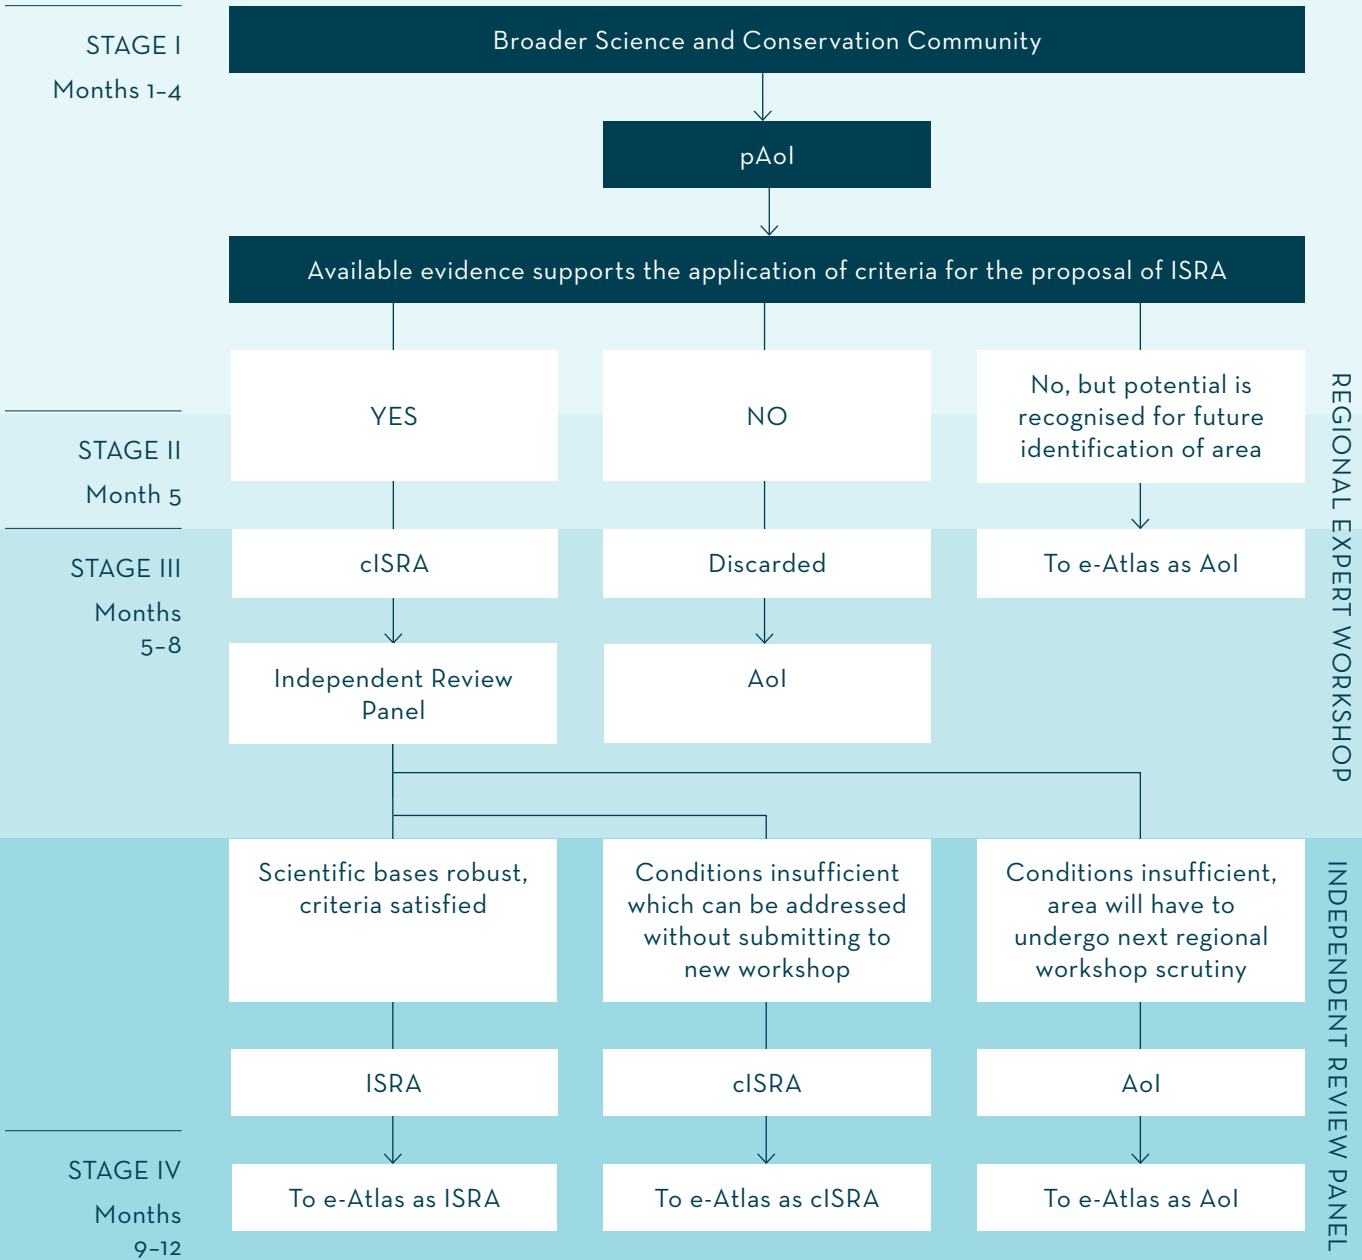 STAGE I
Months 1–4
Broader Science and Conservation Community
pAoI
Available evidence supports the application of criteria for the proposal of ISRA
YES
NO
No, but potential is
recognised for future
identification of area
STAGE II
Month 5
STAGE III
Months
5–8
cISRA
Discarded
To e-Atlas as AoI
Independent Review
Panel
AoI
REGIONAL EXPERT WORKSHOP
Scientific bases robust,
criteria satisfied
Conditions insufficient
which can be addressed
without submitting to
new workshop
Conditions insufficient,
area will have to
undergo next regional
workshop scrutiny
ISRA
cISRA
AoI
STAGE IV
Months
9–12
To e-Atlas as ISRA
To e-Atlas as cISRA
To e-Atlas as AoI
INDEPENDENT REVIEW PANEL